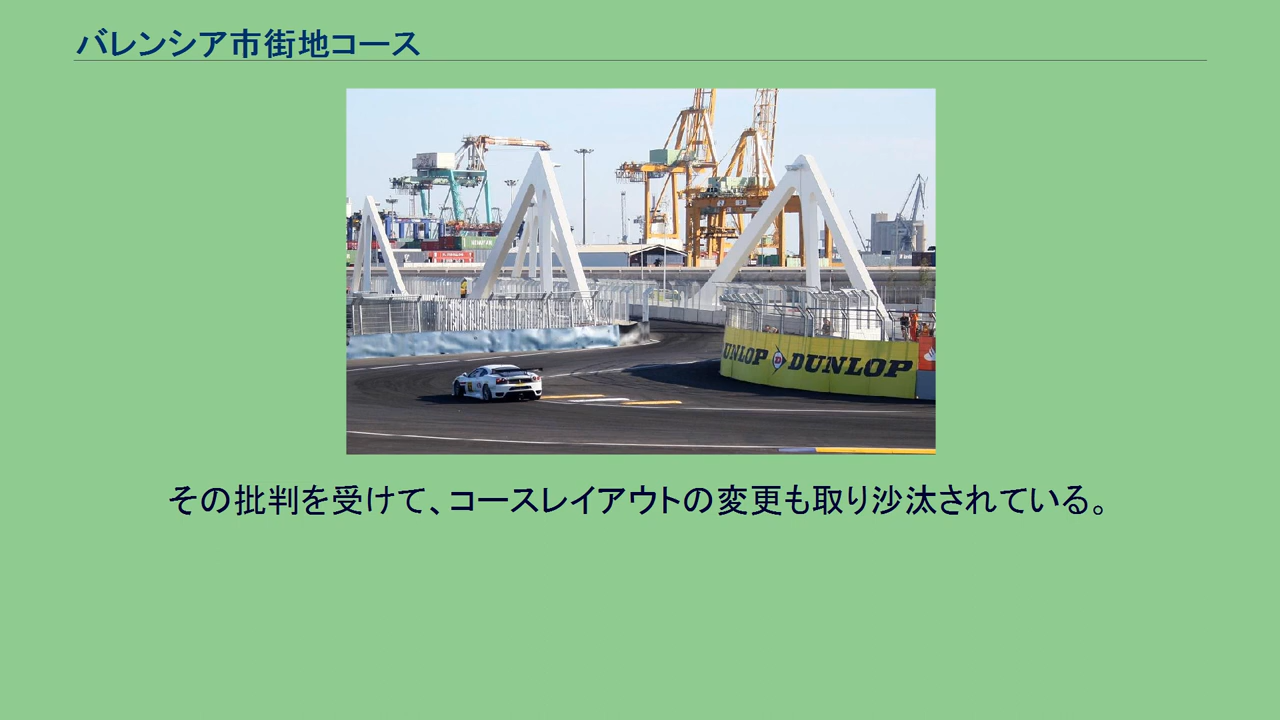 バレンシア市街地コース
UNLOP DUNLOP
その批判を受けて、コースレイアウトの変更も取り沙汰されている。